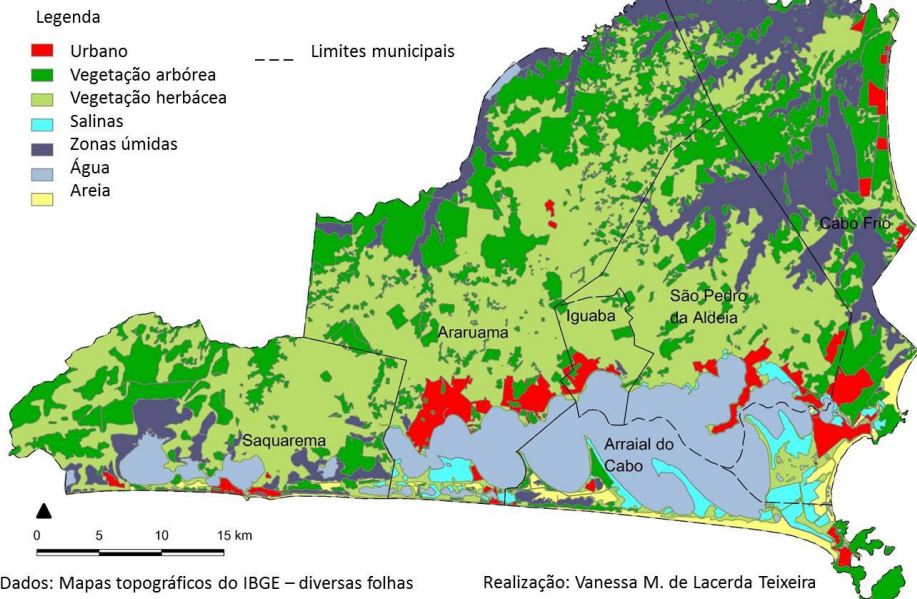 Legenda
Urbano
Limites municipais
Vegetação arbórea
Vegetação herbácea
Salinas
Zonas úmidas
Água
Areia
Cabo Frio
São Pedro
da Aldeia
Iguaba
Araruama
Saquarema
Arraial do
Cabo
0 5 10 15 km
Dados: Mapas topográficos do IBGE – diversas folhas
Realização: Vanessa M. de Lacerda Teixeira